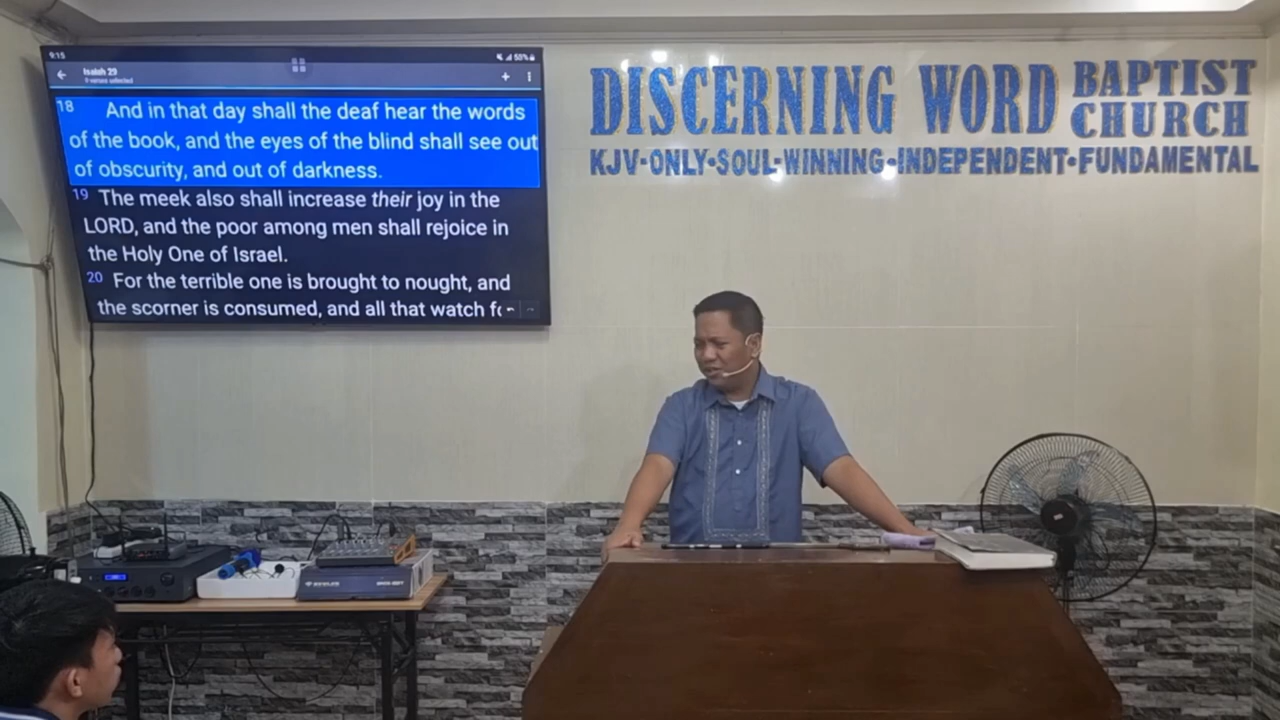 9:15
55%
Isaiah 29
18 And in that day shall the deaf hear the words
of the book, and the eyes of the blind shall see out
of obscurity, and out of darkness.
19 The meek also shall increase their joy in the
LORD, and the poor among men shall rejoice in
the Holy One of Israel.
20 For the terrible one is brought to nought, and
the scorner is consumed, and all that watch fo
DISCERNING WORD BAPTIST
CHURCH
KJV-ONLY•SOUL-WINNING•INDEPENDENT•FUNDAMENTAL